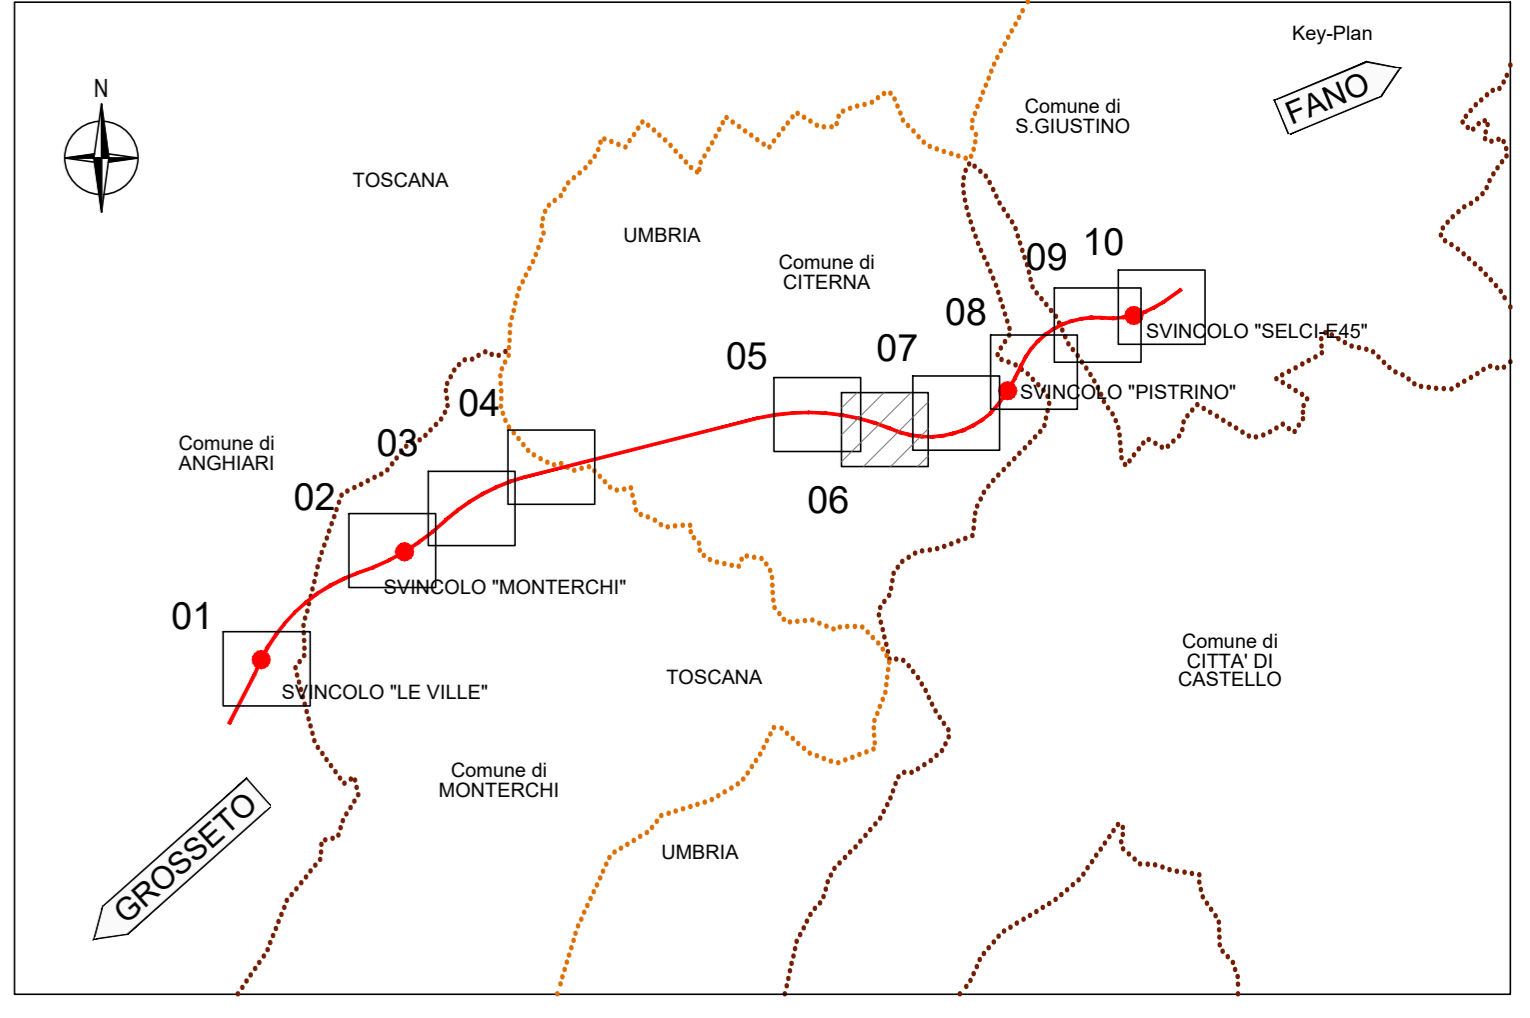 Key-Plan
FANO
N
Comune di
S.GIUSTINO
TOSCANA
UMBRIA
Comune di
CITERNA
10
09
08
SVINCOLO "SELCI-E45"
07
05
SVINCOLO "PISTRINO"
04
03
Comune di
ANGHIARI
02
06
SVINCOLO "MONTERCHI"
01
Comune di
CITTA' DI
CASTELLO
TOSCANA
SVINCOLO "LE VILLE"
Comune di
MONTERCHI
GROSSETO
UMBRIA